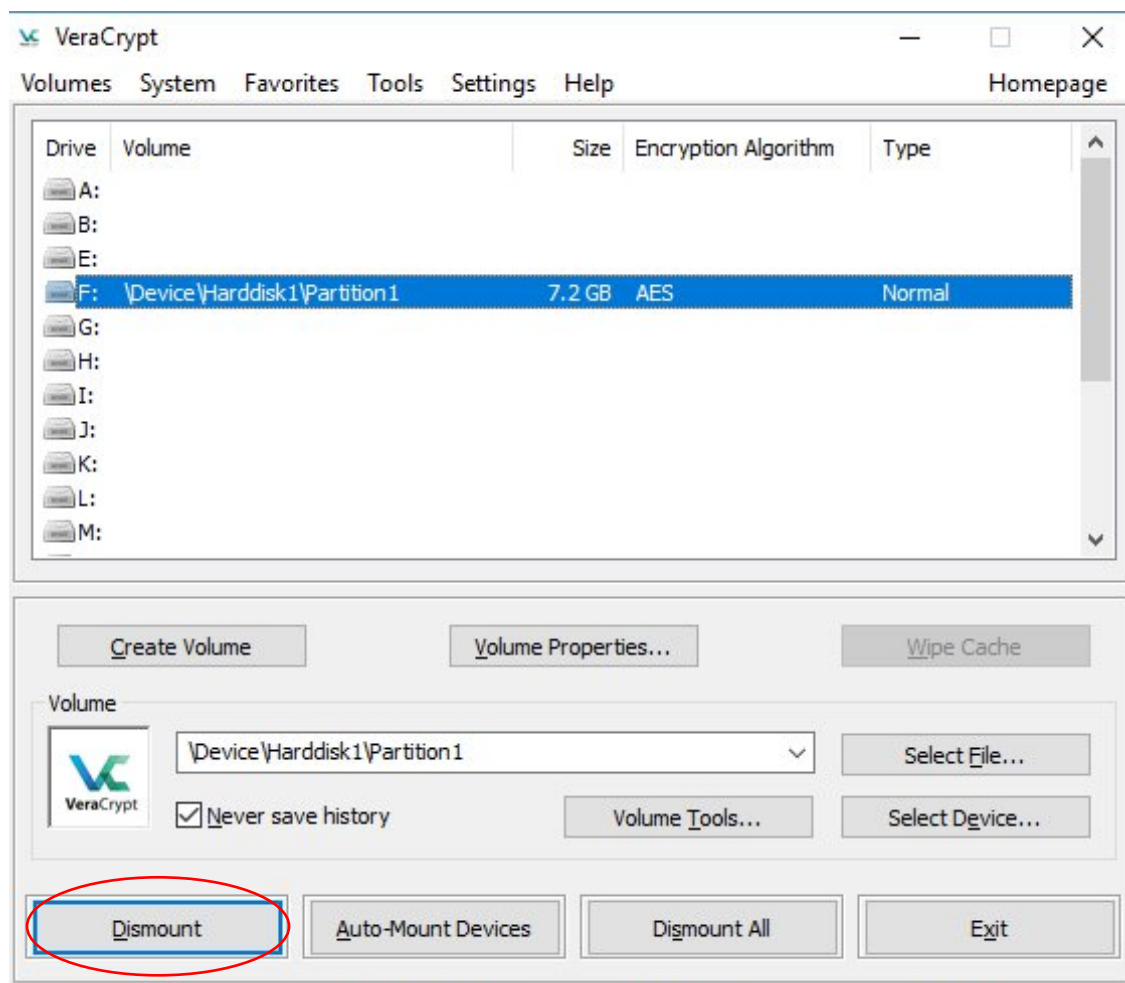 VeraCrypt
Volumes System Favorites Tools Settings Help Homepage
Drive Volume Size Encryption Algorithm Type
A:
B:
E:
F: \Device\Harddisk1\Partition1 7.2 GB AES Normal
G:
H:
I:
J:
K:
L:
M:
Create Volume Volume Properties... Wipe Cache
Volume
\Device\Harddisk1\Partition1 Select File...
VeraCrypt
Never save history Volume Tools... Select Device...
Dismount Auto-Mount Devices Dismount All Exit